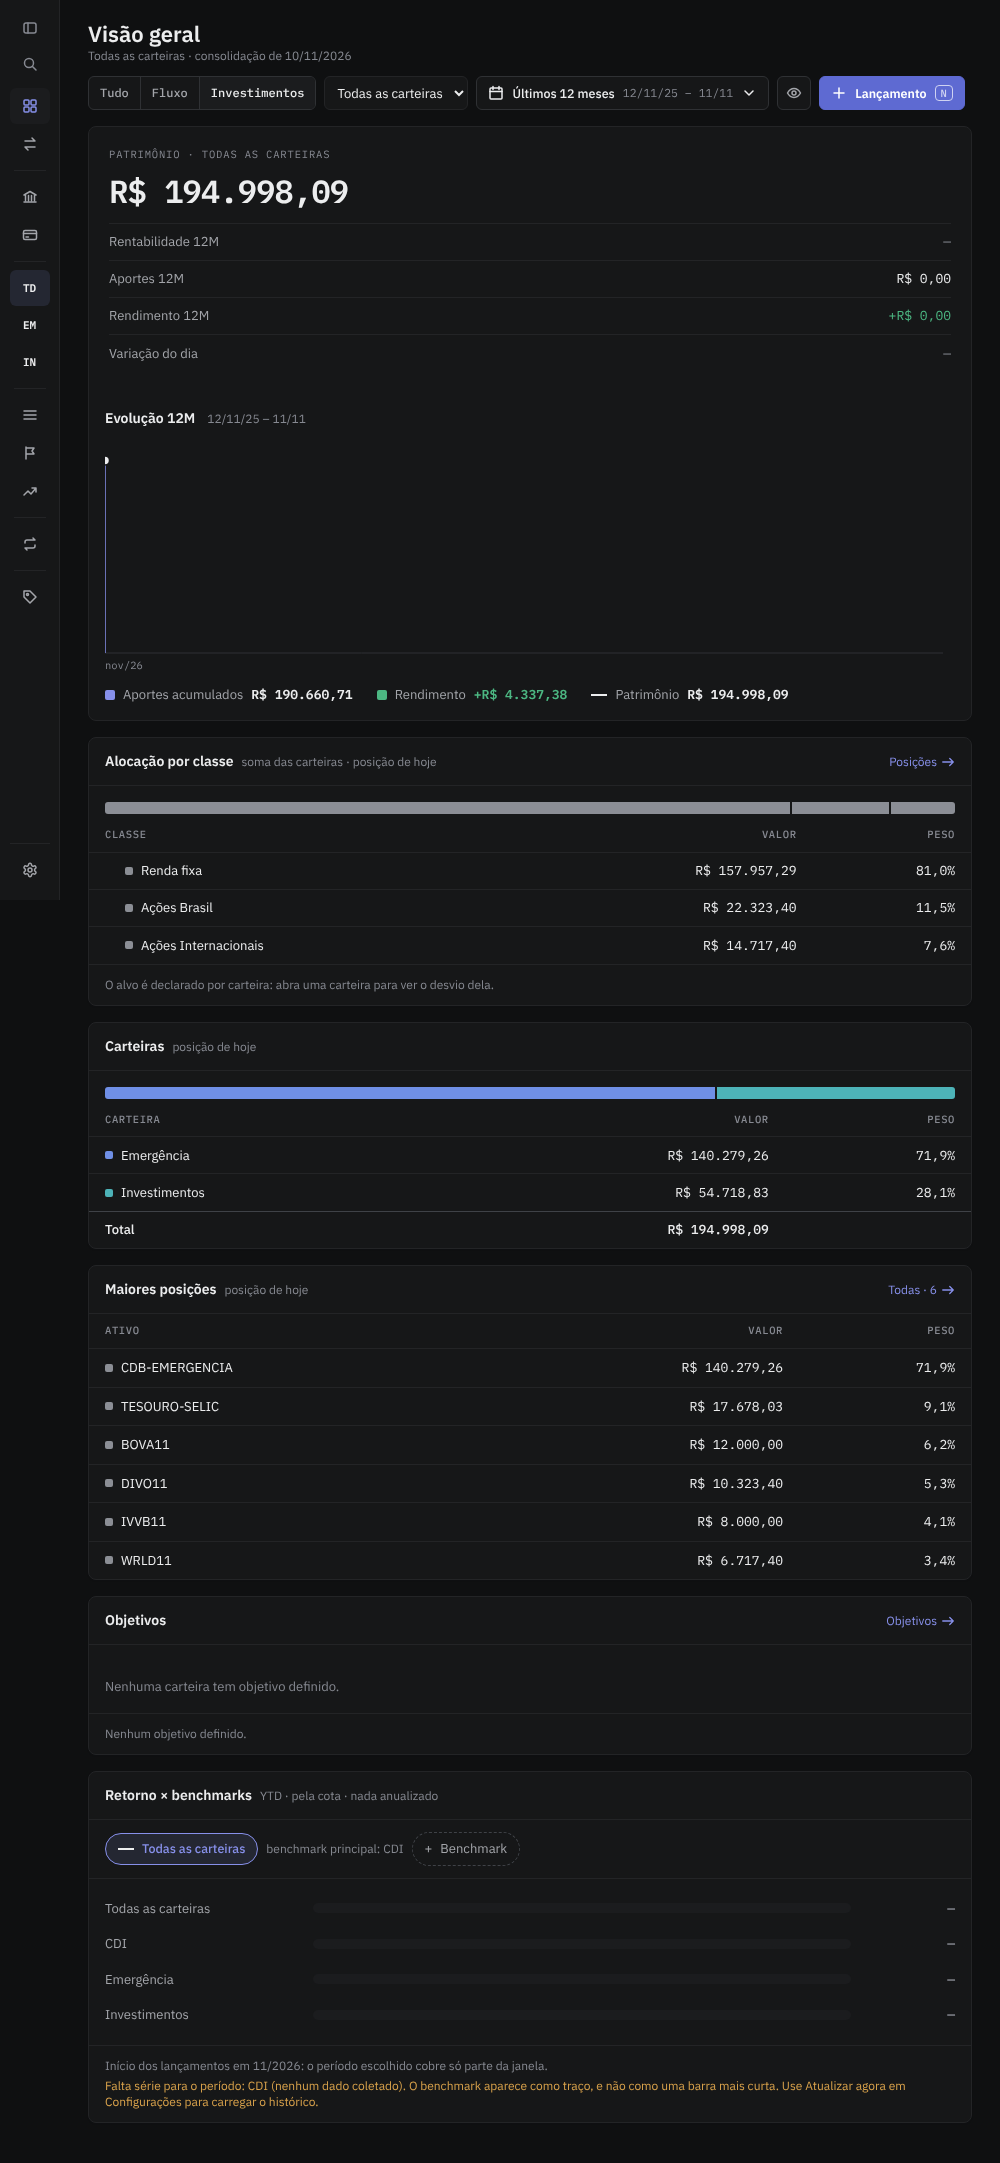 Visão geral
Todas as carteiras · consolidação de 10/11/2026
Tudo Fluxo Investimentos Todas as carteiras Últimos 12 meses 12/11/25 – 11/11 Lançamento N
PATRIMÔNIO · TODAS AS CARTEIRAS
R$ 194.998,09
Rentabilidade 12M –
Aportes 12M R$ 0,00
Rendimento 12M +R$ 0,00
Variação do dia –
TD
EM
IN
Evolução 12M 12/11/25 – 11/11
nov/26
Aportes acumulados R$ 190.660,71 Rendimento +R$ 4.337,38 Patrimônio R$ 194.998,09
Alocação por classe soma das carteiras · posição de hoje Posições →
CLASSE VALOR PESO
Renda fixa R$ 157.957,29 81,0%
Ações Brasil R$ 22.323,40 11,5%
Ações Internacionais R$ 14.717,40 7,6%
O alvo é declarado por carteira: abra uma carteira para ver o desvio dela.
Carteiras posição de hoje
CARTEIRA VALOR PESO
Emergência R$ 140.279,26 71,9%
Investimentos R$ 54.718,83 28,1%
Total R$ 194.998,09
Maiores posições posição de hoje Todas · 6 →
ATIVO VALOR PESO
CDB-EMERGENCIA R$ 140.279,26 71,9%
TESOURO-SELIC R$ 17.678,03 9,1%
BOVA11 R$ 12.000,00 6,2%
DIVO11 R$ 10.323,40 5,3%
IVVB11 R$ 8.000,00 4,1%
WRLD11 R$ 6.717,40 3,4%
Objetivos Objetivos →
Nenhuma carteira tem objetivo definido.
Nenhum objetivo definido.
Retorno × benchmarks YTD · pela cota · nada anualizado
Todas as carteiras benchmark principal: CDI + Benchmark
Todas as carteiras –
CDI –
Emergência –
Investimentos –
Início dos lançamentos em 11/2026: o período escolhido cobre só parte da janela.
Falta série para o período: CDI (nenhum dado coletado). O benchmark aparece como traço, e não como uma barra mais curta. Use Atualizar agora em
Configurações para carregar o histórico.